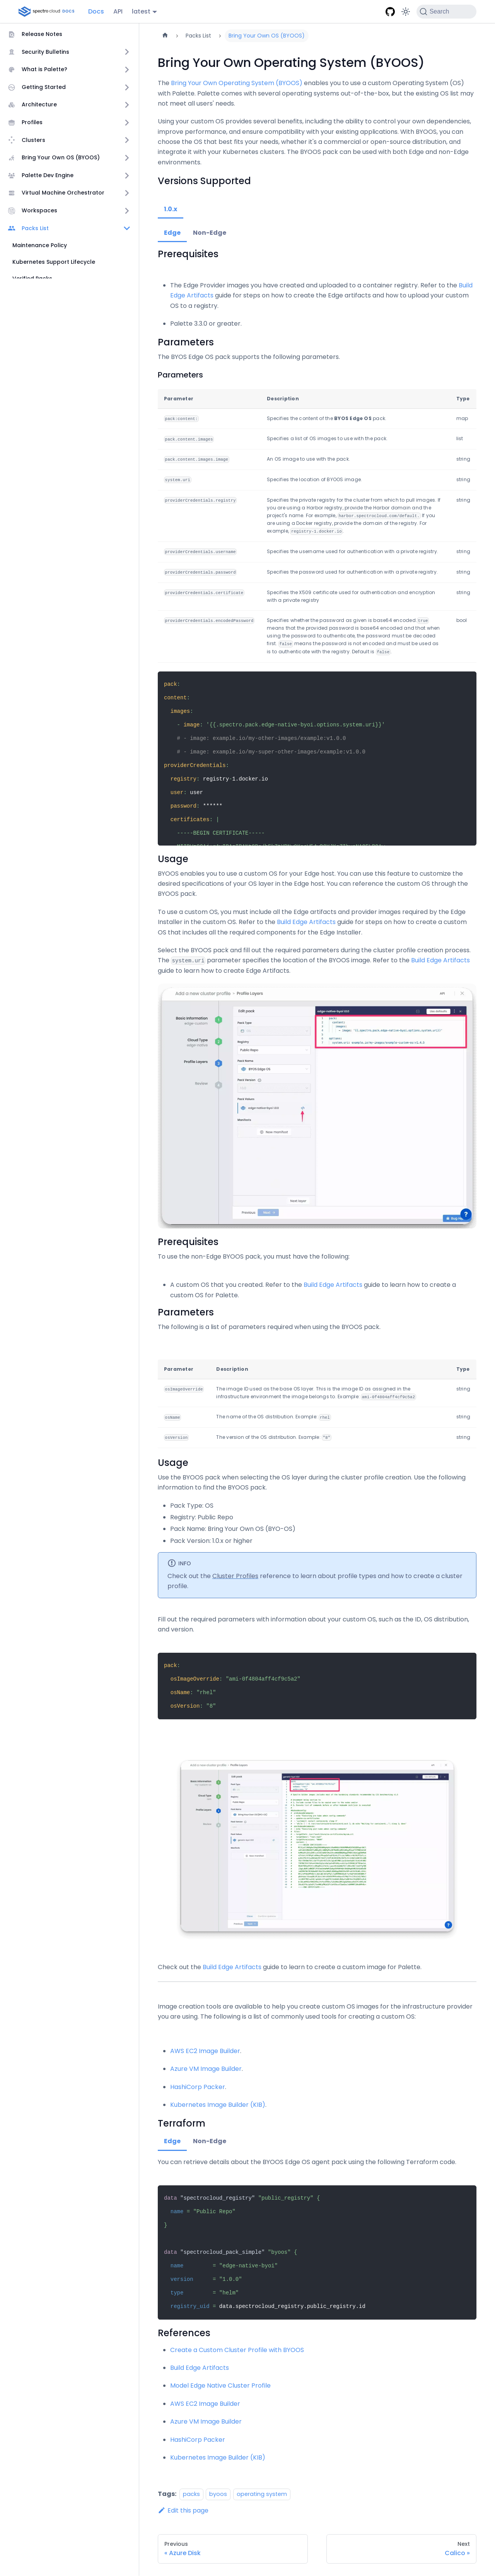 spectrocloud DOCS
Docs
API
latest
Search
Release Notes
Security Bulletins
What is Palette?
Getting Started
Architecture
Profiles
Clusters
Bring Your Own OS (BYOOS)
Palette Dev Engine
Virtual Machine Orchestrator
Workspaces
Packs List
Maintenance Policy
Kubernetes Support Lifecycle
Packs List
Bring Your Own OS (BYOOS)
Bring Your Own Operating System (BYOOS)
The Bring Your Own Operating System (BYOOS) enables you to use a custom Operating System (OS)
with Palette. Palette comes with several operating systems out-of-the-box, but the existing OS list may
not meet all users' needs.
Using your custom OS provides several benefits, including the ability to control your own dependencies,
improve performance, and ensure compatibility with your existing applications. With BYOOS, you can
choose the OS that best fits your needs, whether it's a commercial or open-source distribution, and
integrate it with your Kubernetes clusters. The BYOOS pack can be used with both Edge and non-Edge
environments.
Versions Supported
1.0.x
Edge
Non-Edge
Prerequisites
The Edge Provider images you have created and uploaded to a container registry. Refer to the Build
Edge Artifacts guide for steps on how to create the Edge artifacts and how to upload your custom
OS to a registry.
Palette 3.3.0 or greater.
Parameters
The BYOS Edge OS pack supports the following parameters.
Parameters
Parameter Description Type
pack:content: Specifies the content of the BYOS Edge OS pack. map
pack.content.images Specifies a list of OS images to use with the pack. list
pack.content.images.image An OS image to use with the pack. string
system.uri Specifies the location of BYOOS image. string
providerCredentials.registry Specifies the private registry for the cluster from which to pull images. If string
you are using a Harbor registry, provide the Harbor domain and the
project's name. For example, harbor.spectrocloud.com/default. If you
are using a Docker registry, provide the domain of the registry. For
example, registry-1.docker.io
providerCredentials.username Specifies the username used for authentication with a private registry. string
providerCredentials.password Specifies the password used for authentication with a private registry. string
providerCredentials.certificate Specifies the X509 certificate used for authentication and encryption string
with a private registry.
providerCredentials.encodedPassword Specifies whether the password as given is base64 encoded. true bool
means that the provided password is base64 encoded and that when
using the password to authenticate, the password must be decoded
first. false means the password is not encoded and must be used as
is to authenticate with the registry. Default is false
pack:
content:
images:
- image: '{{.spectro.pack.edge-native-byoi.options.system.uri}}'
# - image: example.io/my-other-images/example:v1.0.0
# - image: example.io/my-super-other-images/example:v1.0.0
providerCredentials:
registry: registry-1.docker.io
user: user
password: ******
certificates: |
-----BEGIN CERTIFICATE-----
Usage
BYOOS enables you to use a custom OS for your Edge host. You can use this feature to customize the
desired specifications of your OS layer in the Edge host. You can reference the custom OS through the
BYOOS pack.
To use a custom OS, you must include all the Edge artifacts and provider images required by the Edge
Installer in the custom OS. Refer to the Build Edge Artifacts guide for steps on how to create a custom
OS that includes all the required components for the Edge Installer.
Select the BYOOS pack and fill out the required parameters during the cluster profile creation process.
The system.uri parameter specifies the location of the BYOOS image. Refer to the Build Edge Artifacts
guide to learn how to create Edge Artifacts.
Add a new cluster profile - Profile Layers
Basic Information
Cloud Type
Profile Layers
Review
Edit pack
Pack Type
Registry
Public Repo
Pack Name
BYOS Edge OS
Pack Version
Pack Values
Prerequisites
To use the non-Edge BYOOS pack, you must have the following:
A custom OS that you created. Refer to the Build Edge Artifacts guide to learn how to create a
custom OS for Palette.
Parameters
The following is a list of parameters required when using the BYOOS pack.
Parameter Description Type
osImageOverride The image ID used as the base OS layer. This is the image ID as assigned in the string
infrastructure environment the image belongs to. Example: ami-0f4804aff4cf9c5a2
osName The name of the OS distribution. Example: rhel string
osVersion The version of the OS distribution. Example: "8" string
Usage
Use the BYOOS pack when selecting the OS layer during the cluster profile creation. Use the following
information to find the BYOOS pack.
Pack Type: OS
Registry: Public Repo
Pack Name: Bring Your Own OS (BYO-OS)
Pack Version: 1.0.x or higher
INFO
Check out the Cluster Profiles reference to learn about profile types and how to create a cluster
profile.
Fill out the required parameters with information about your custom OS, such as the ID, OS distribution,
and version.
pack:
osImageOverride: "ami-0f4804aff4cf9c5a2"
osName: "rhel"
osVersion: "8"
Check out the Build Edge Artifacts guide to learn to create a custom image for Palette.
Image creation tools are available to help you create custom OS images for the infrastructure provider
you are using. The following is a list of commonly used tools for creating a custom OS:
AWS EC2 Image Builder.
Azure VM Image Builder.
HashiCorp Packer.
Kubernetes Image Builder (KIB).
Terraform
Edge
Non-Edge
You can retrieve details about the BYOOS Edge OS agent pack using the following Terraform code.
data "spectrocloud_registry" "public_registry" {
name = "Public Repo"
}
data "spectrocloud_pack_simple" "byoos" {
name = "edge-native-byoi"
version = "1.0.0"
type = "helm"
registry_uid = data.spectrocloud_registry.public_registry.id
References
Create a Custom Cluster Profile with BYOOS
Build Edge Artifacts
Model Edge Native Cluster Profile
AWS EC2 Image Builder
Azure VM Image Builder
HashiCorp Packer
Kubernetes Image Builder (KIB)
Tags: packs byoos operating system
Edit this page
Previous
« Azure Disk
Next
Calico »